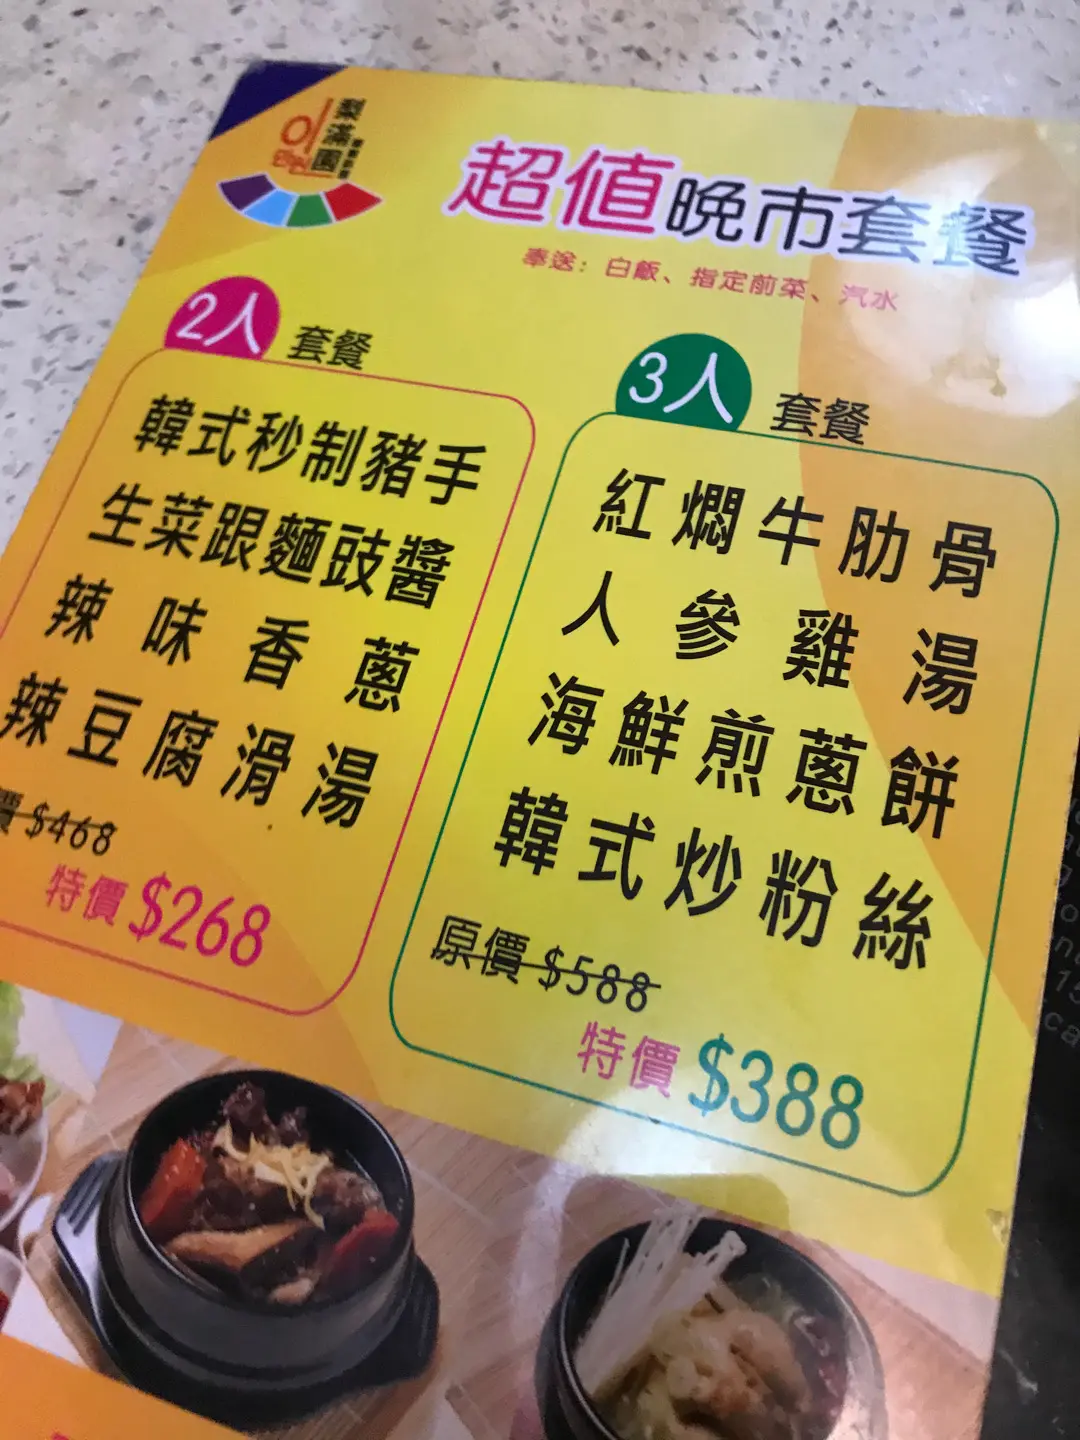 梨滿園
超值晚市套餐
奉送：白飯、指定前菜、汽水
2人 套餐
韓式秒制豬手
生菜跟麵豉醬
辣味香蔥
辣豆腐滑湯
價 $468
特價 $268
3人 套餐
紅燜牛肋骨
人參雞湯
海鮮煎蔥餅
韓式炒粉絲
原價 $588
特價 $388